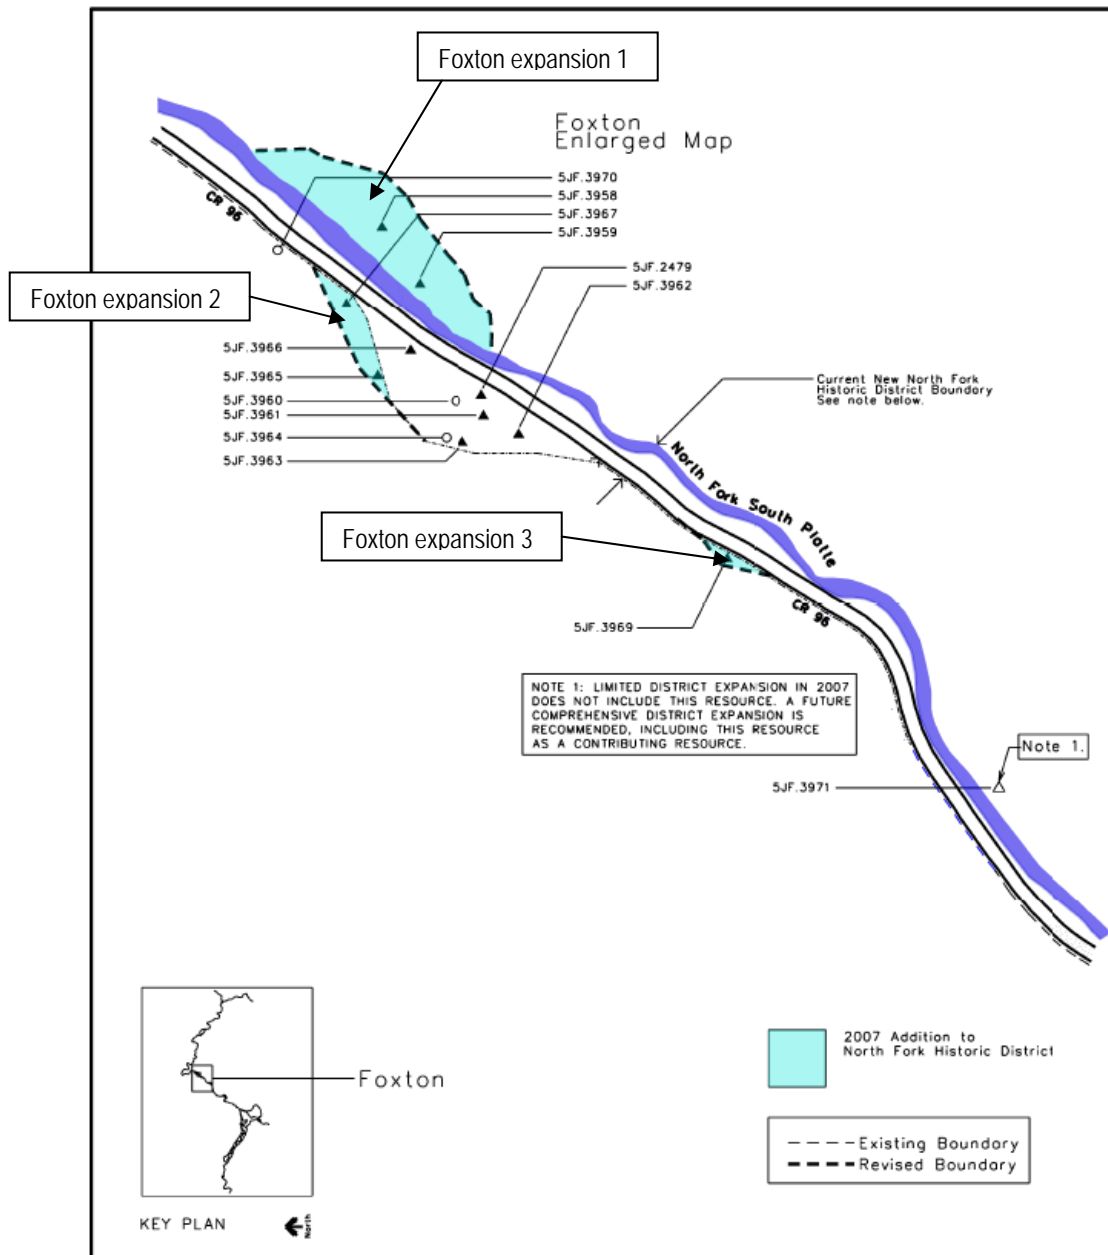 Foxton expansion 1
Foxton
Enlarged Map
5JF.3970
5JF.3958
5JF.3967
5JF.3959
CR 96
5JF.2479
5JF.3962
Foxton expansion 2
5JF.3966
5JF.3965
5JF.3960
5JF.3961
5JF.3964
5JF.3963
Current New North Fork
Historic District Boundary
See note below.
North Fork South Platte
Foxton expansion 3
CR 96
5JF.3969
NOTE 1: LIMITED DISTRICT EXPANSION IN 2007
DOES NOT INCLUDE THIS RESOURCE. A FUTURE
COMPREHENSIVE DISTRICT EXPANSION IS
RECOMMENDED, INCLUDING THIS RESOURCE
AS A CONTRIBUTING RESOURCE.
Note 1.
5JF.3971
Foxton
2007 Addition to
North Fork Historic District
Existing Boundary
Revised Boundary
KEY PLAN
North